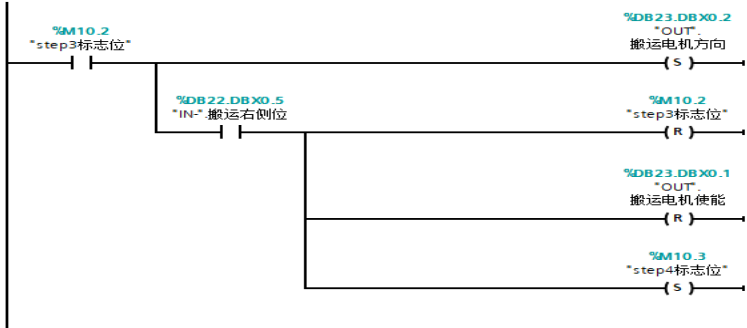 %M10.2
"step3标志位"
%DB23.DBX0.2
"OUT".
搬运电机方向
S
%DB22.DBX0.5
"IN-".搬运右侧位
%M10.2
"step3标志位"
R
%DB23.DBX0.1
"OUT".
搬运电机使能
R
%M10.3
"step4标志位"
S